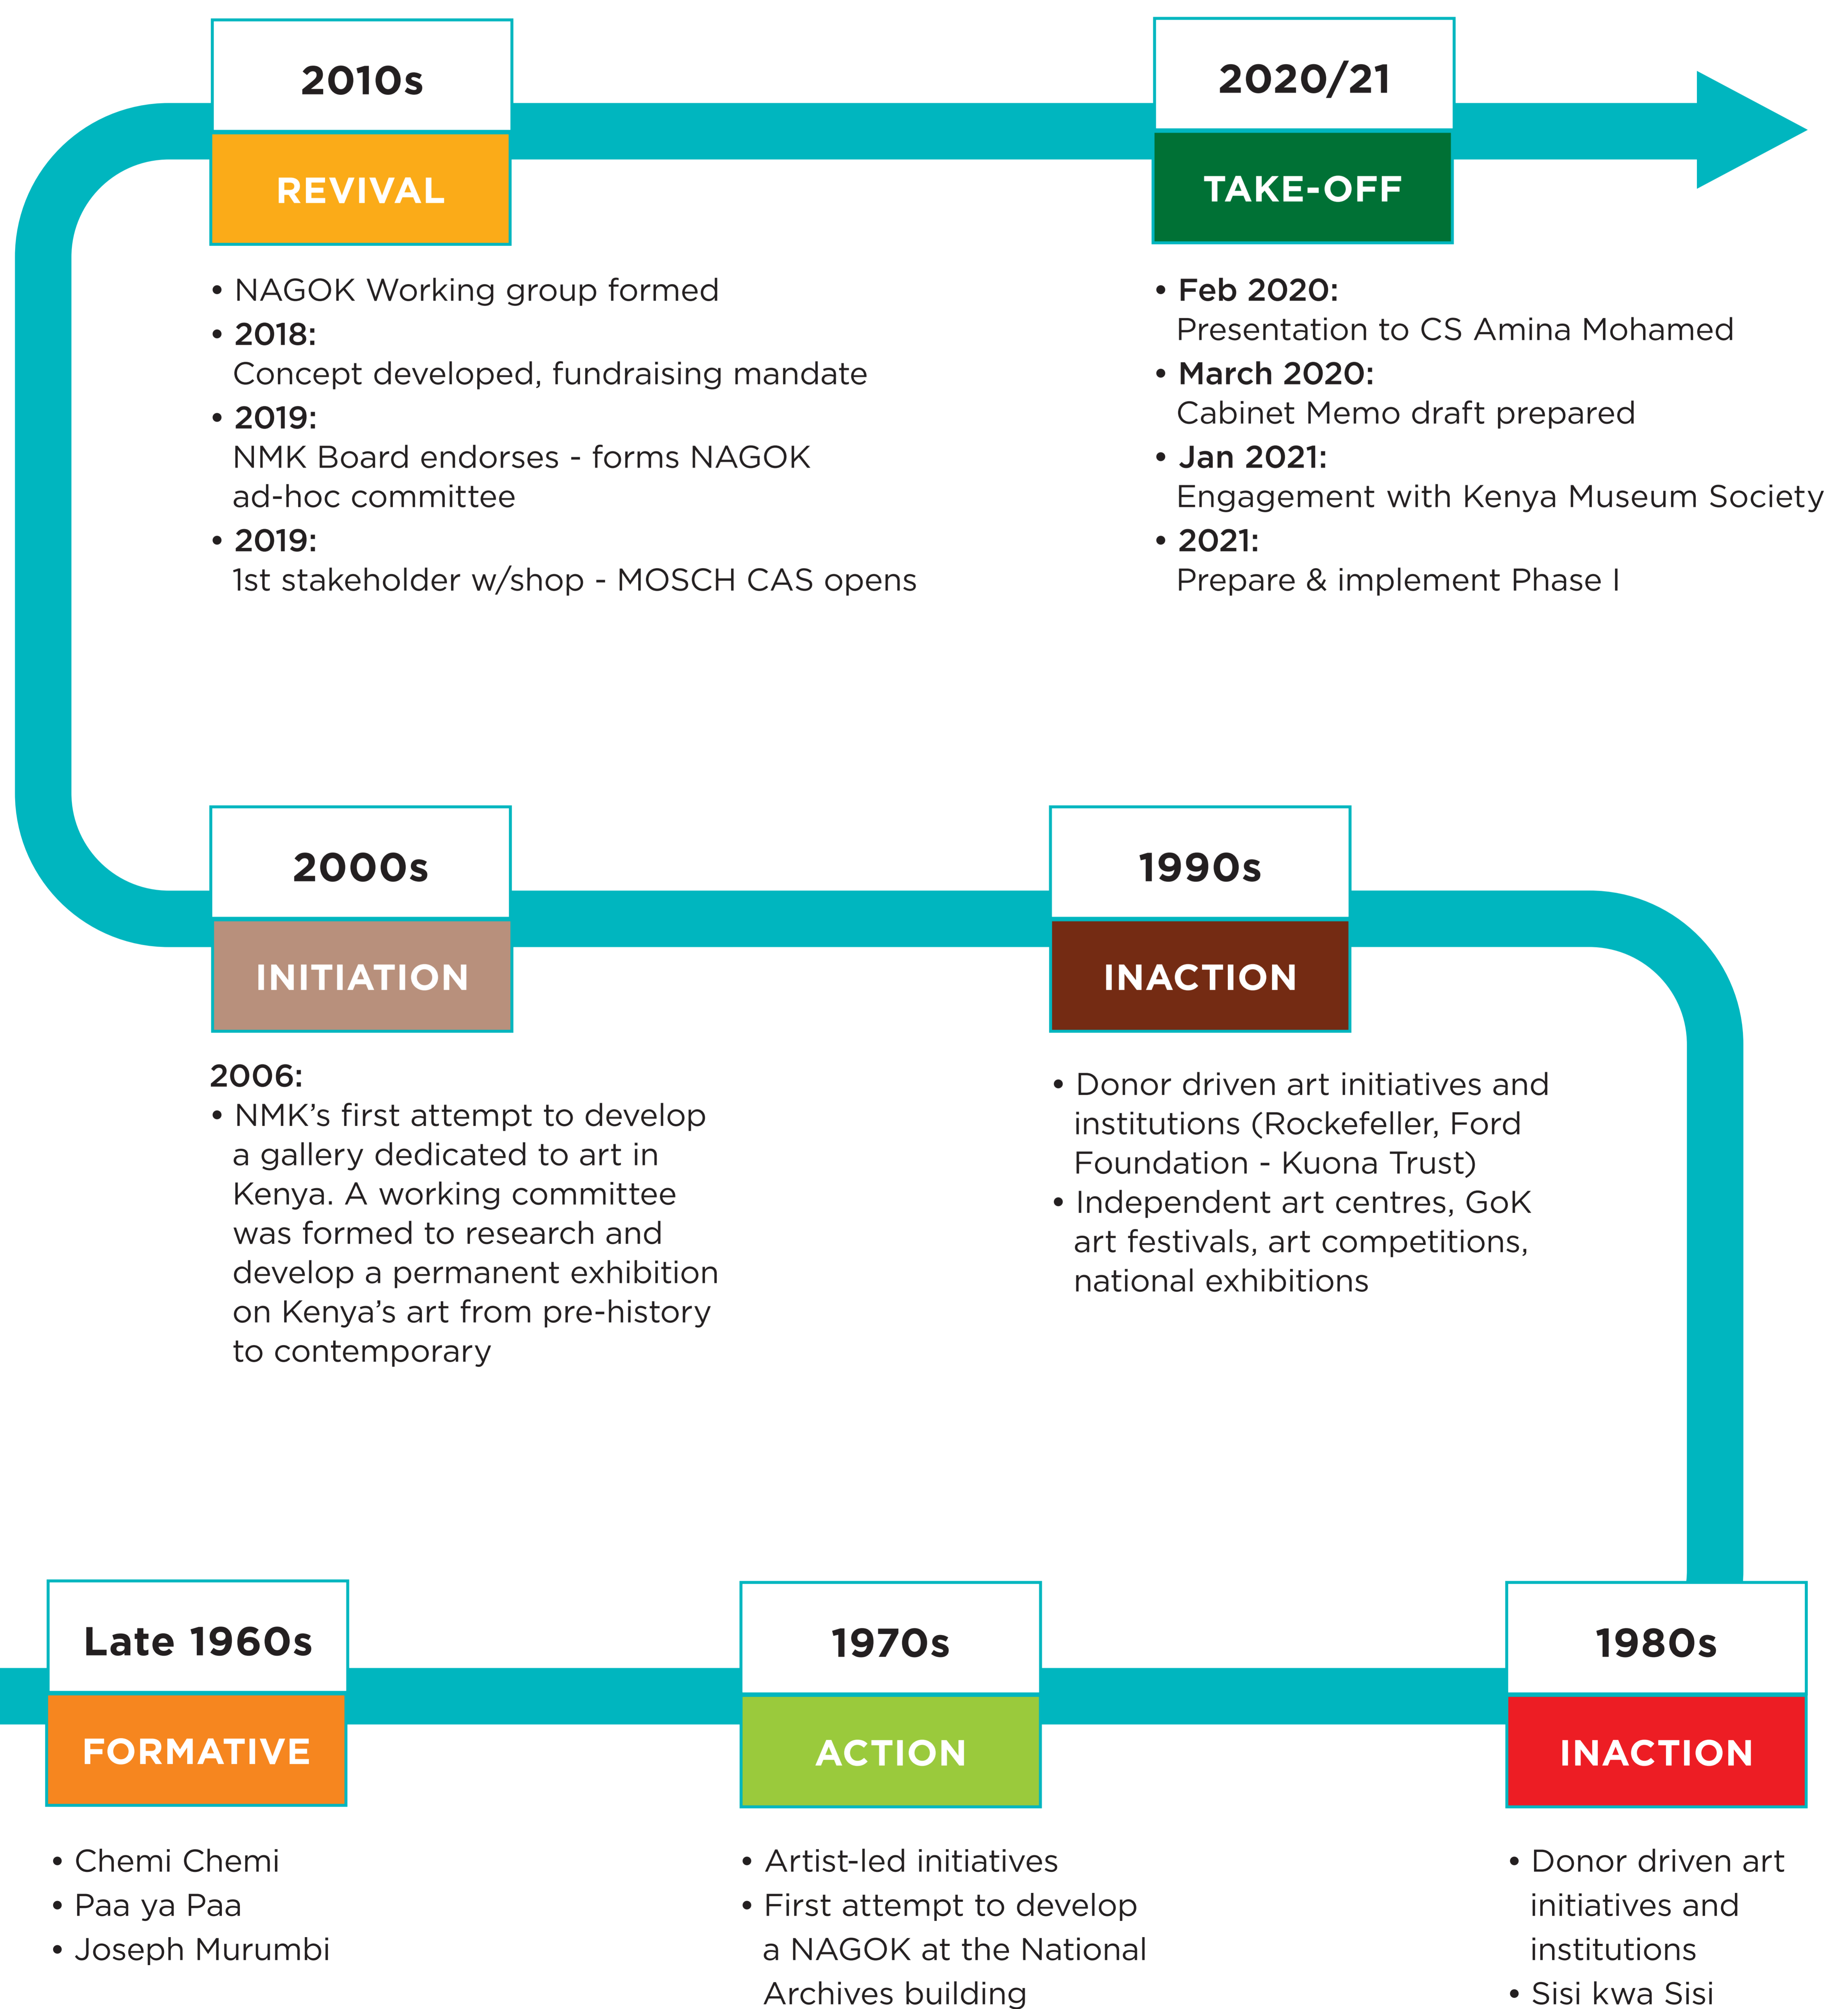 2010s
REVIVAL
• NAGOK Working group formed
• 2018:
Concept developed, fundraising mandate
• 2019:
NMK Board endorses - forms NAGOK
ad-hoc committee
• 2019:
1st stakeholder w/shop - MOSCH CAS opens
2020/21
TAKE-OFF
• Feb 2020:
Presentation to CS Amina Mohamed
• March 2020:
Cabinet Memo draft prepared
• Jan 2021:
Engagement with Kenya Museum Society
• 2021:
Prepare & implement Phase I
2000s
INITIATION
2006:
• NMK’s first attempt to develop
a gallery dedicated to art in
Kenya. A working committee
was formed to research and
develop a permanent exhibition
on Kenya’s art from pre-history
to contemporary
1990s
INACTION
• Donor driven art initiatives and
institutions (Rockefeller, Ford
Foundation - Kuona Trust)
• Independent art centres, GoK
art festivals, art competitions,
national exhibitions
Late 1960s
FORMATIVE
• Chemi Chemi
• Paa ya Paa
• Joseph Murumbi
1970s
ACTION
• Artist-led initiatives
• First attempt to develop
a NAGOK at the National
Archives building
1980s
INACTION
• Donor driven art
initiatives and
institutions
• Sisi kwa Sisi